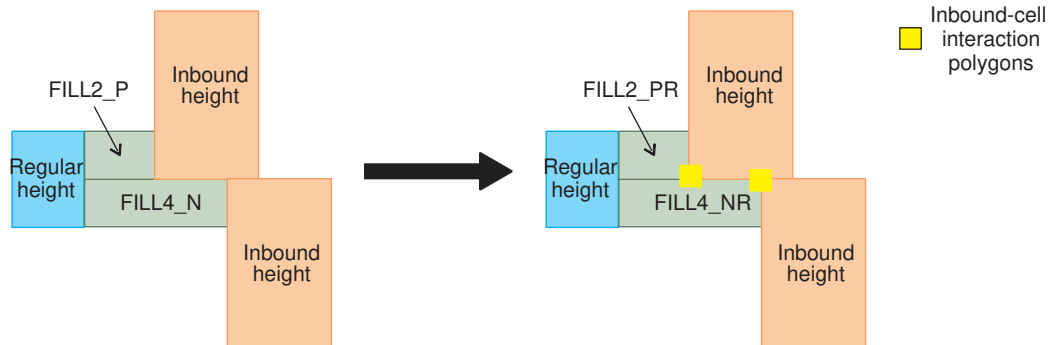 FILL2_P
Inbound
height
Regular
height
FILL4_N
Inbound
height
FILL2_PR
Inbound
height
Regular
height
FILL4_NR
Inbound
height
Inbound-cell
interaction
polygons